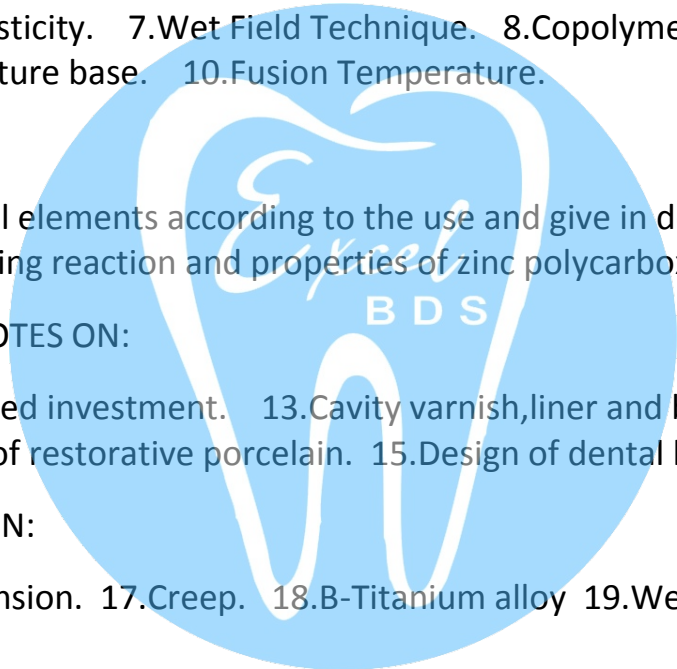 sticity. 7.Wet Field Technique. 8.Copolyme
ture base. 10.Fusion Temperature.
l elements according to the use and give in d
ing reaction and properties of zinc polycarbox
Excel
BDS
OTES ON:
ed investment. 13.Cavity varnish,liner and b
of restorative porcelain. 15.Design of dental
N:
nsion. 17.Creep. 18.B-Titanium alloy 19.We